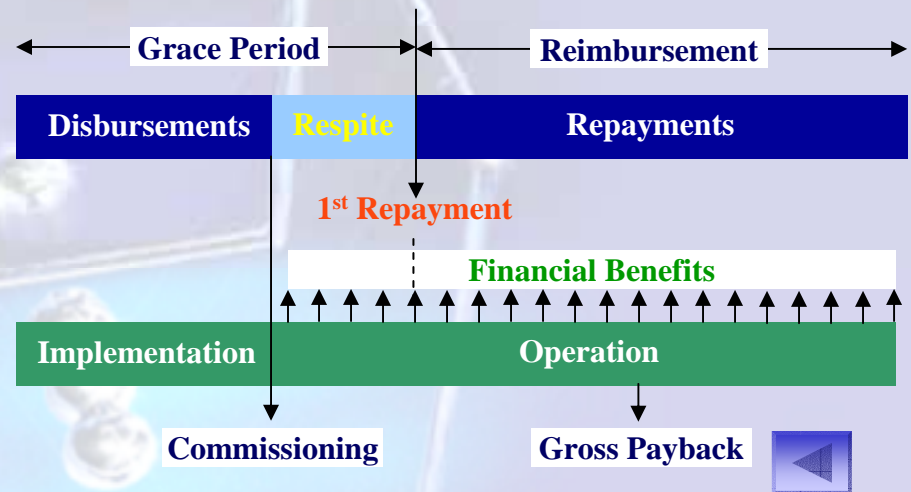 Grace Period
Reimbursement
Disbursements
Respite
Repayments
1st Repayment
Financial Benefits
Implementation
Operation
Commissioning
Gross Payback